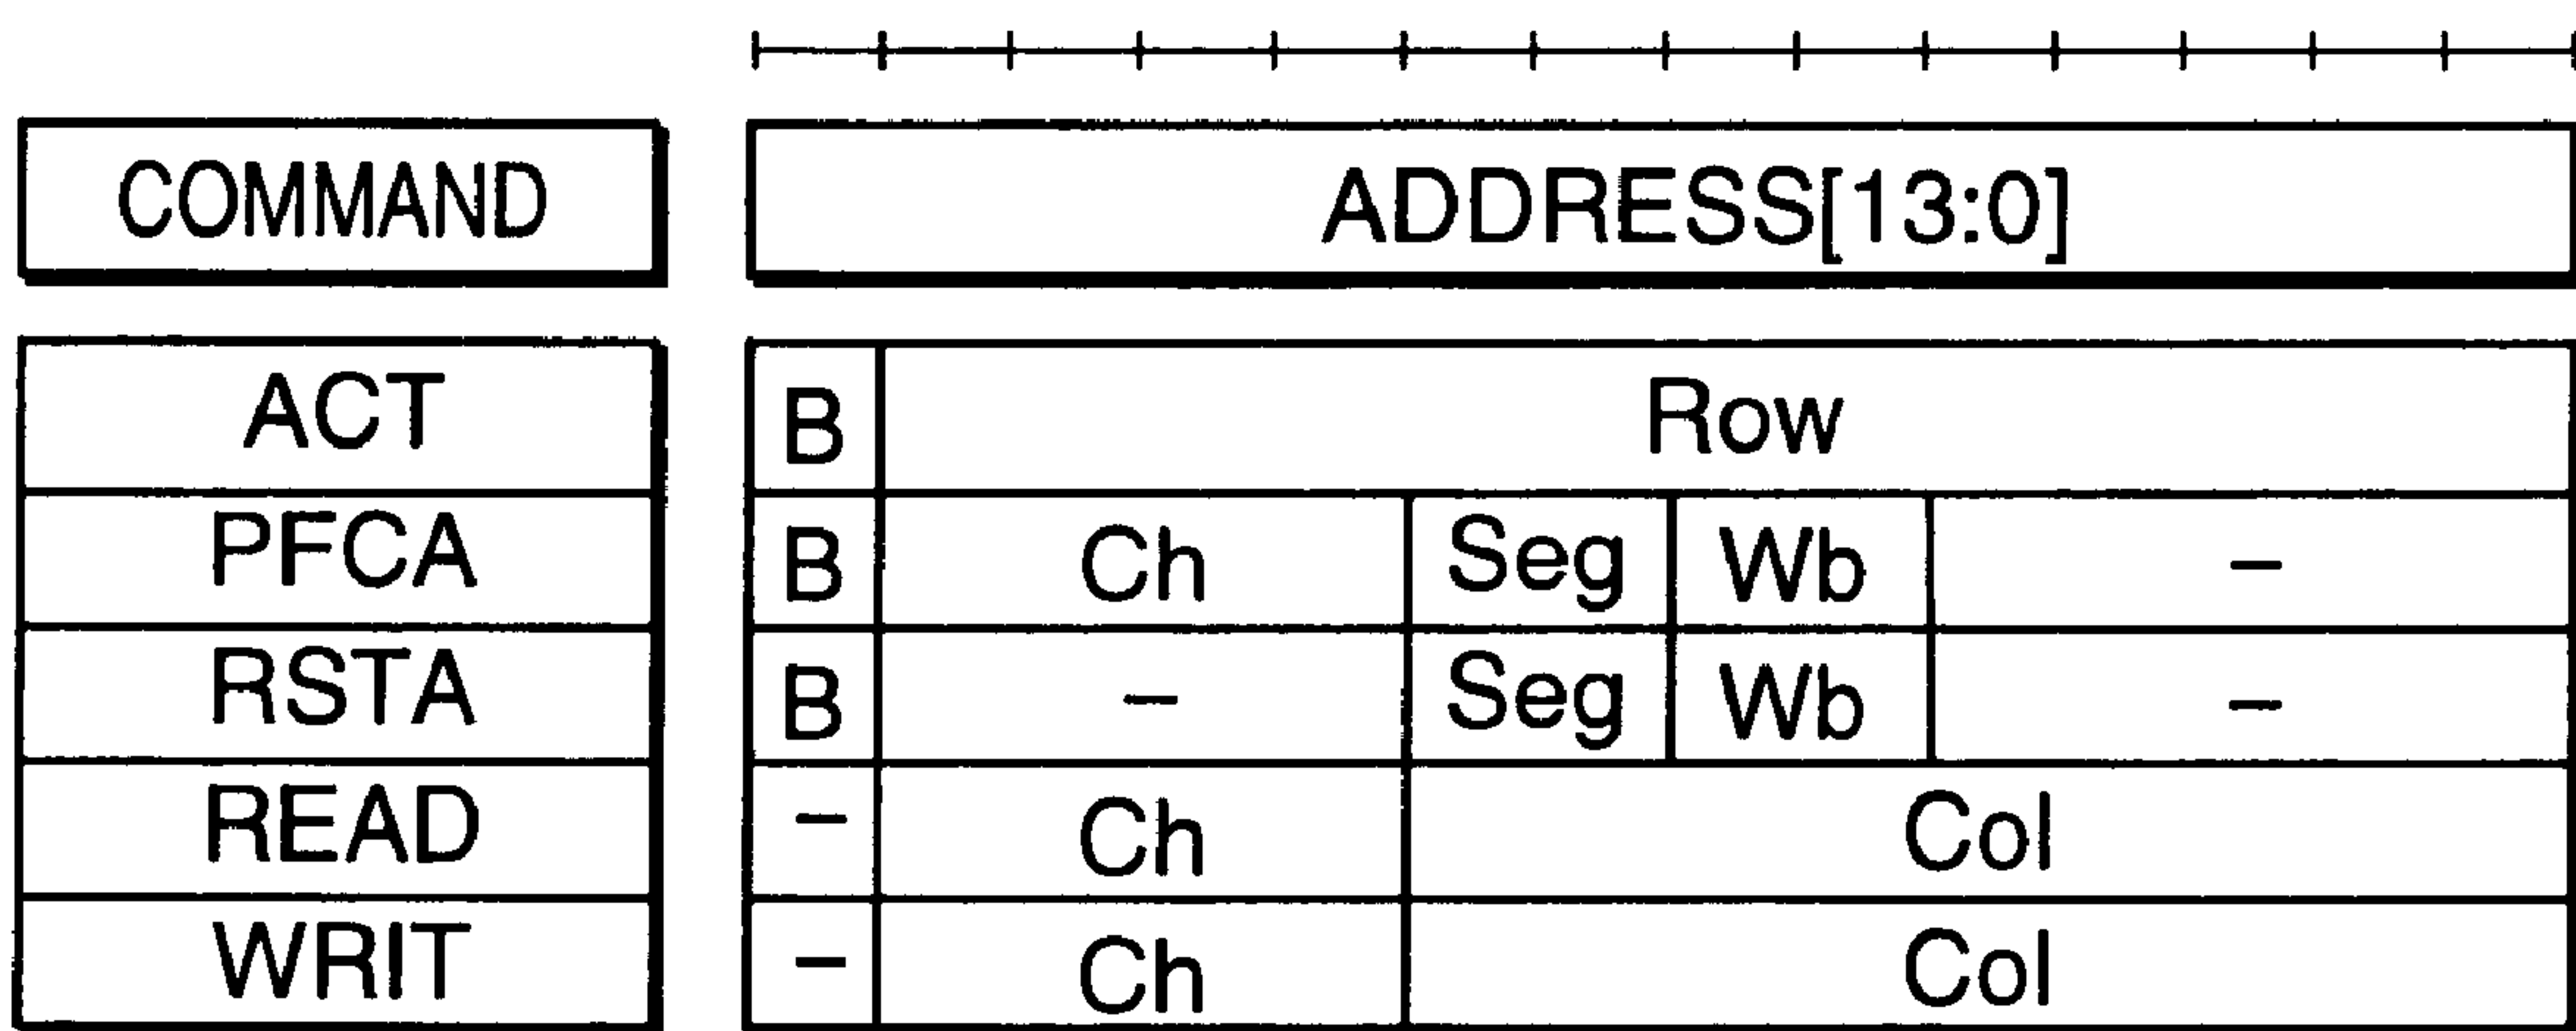 COMMAND ADDRESS[13:0]
ACT B Row
PFCA B Ch Seg Wb –
RSTA B – Seg Wb –
READ – Ch Col
WRIT – Ch Col